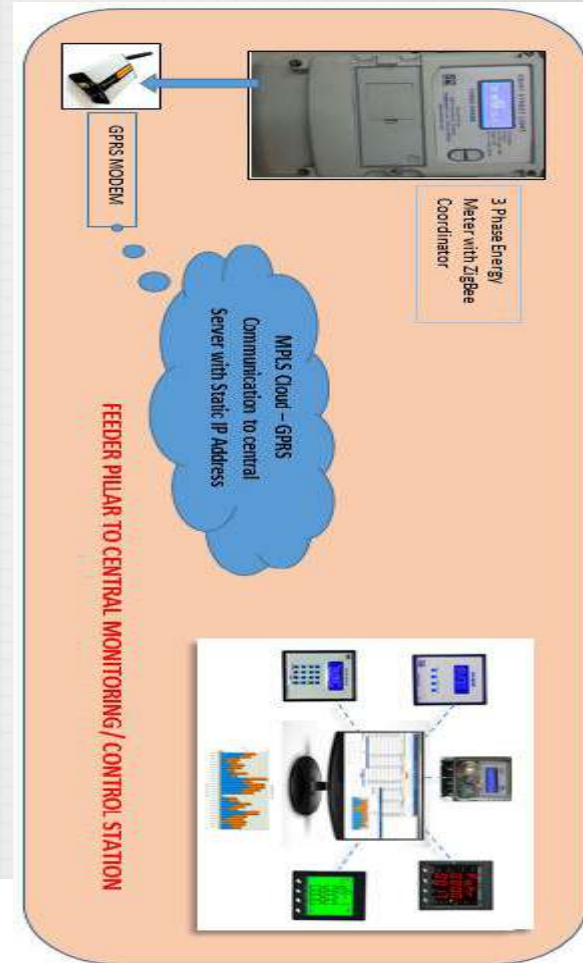 3 Phase Energy
Meter with ZigBee
Coordinator
GPRS MODEM
MPLS Cloud – GPRS
Communication to central
Server with Static IP Address
FEEDER PILLAR TO CENTRAL MONITORING / CONTROL STATION